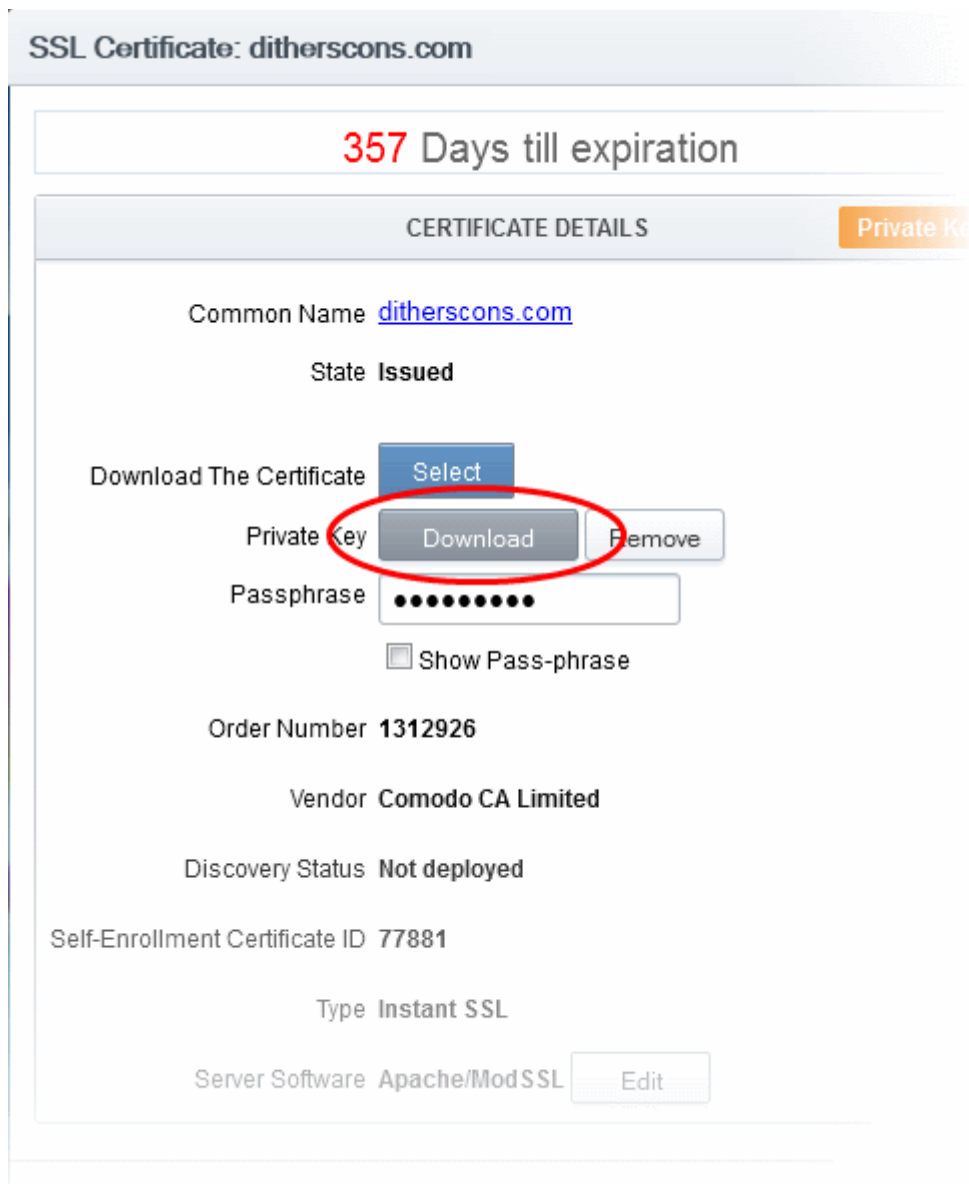 SSL Certificate: ditherscons.com
357 Days till expiration
CERTIFICATE DETAILS
Private
Common Name ditherscons.com
State Issued
Download The Certificate Select
Private Key Download Remove
Passphrase ●●●●●●●●●
Show Pass-phrase
Order Number 1312926
Vendor Comodo CA Limited
Discovery Status Not deployed
Self-Enrollment Certificate ID 77881
Type Instant SSL
Server Software Apache/ModSSL Edit